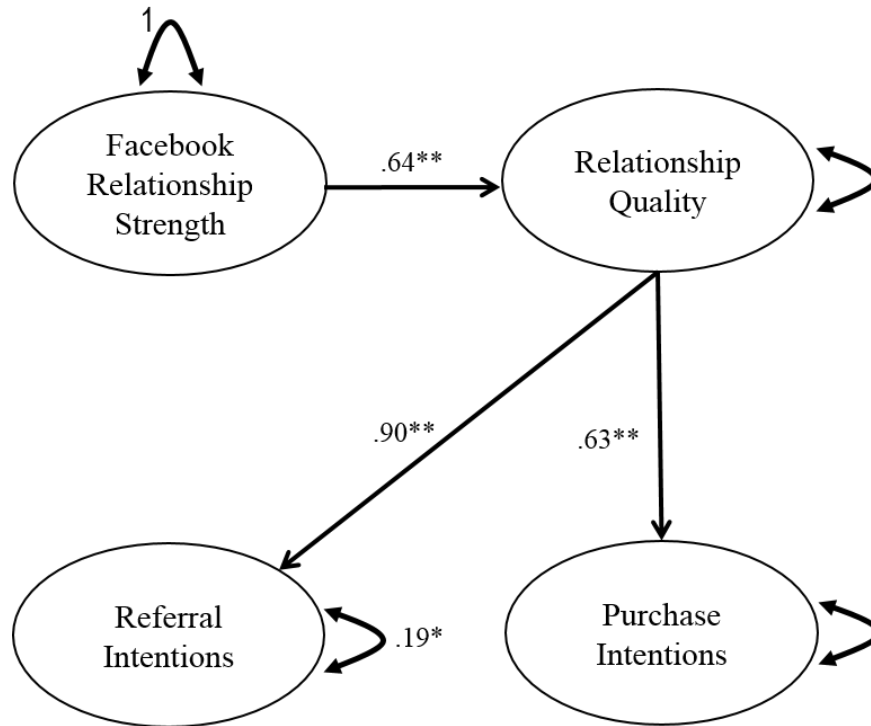 1
Facebook
Relationship
Strength
.64**
Relationship
Quality
.90**
.63**
Referral
Intentions
.19*
Purchase
Intentions